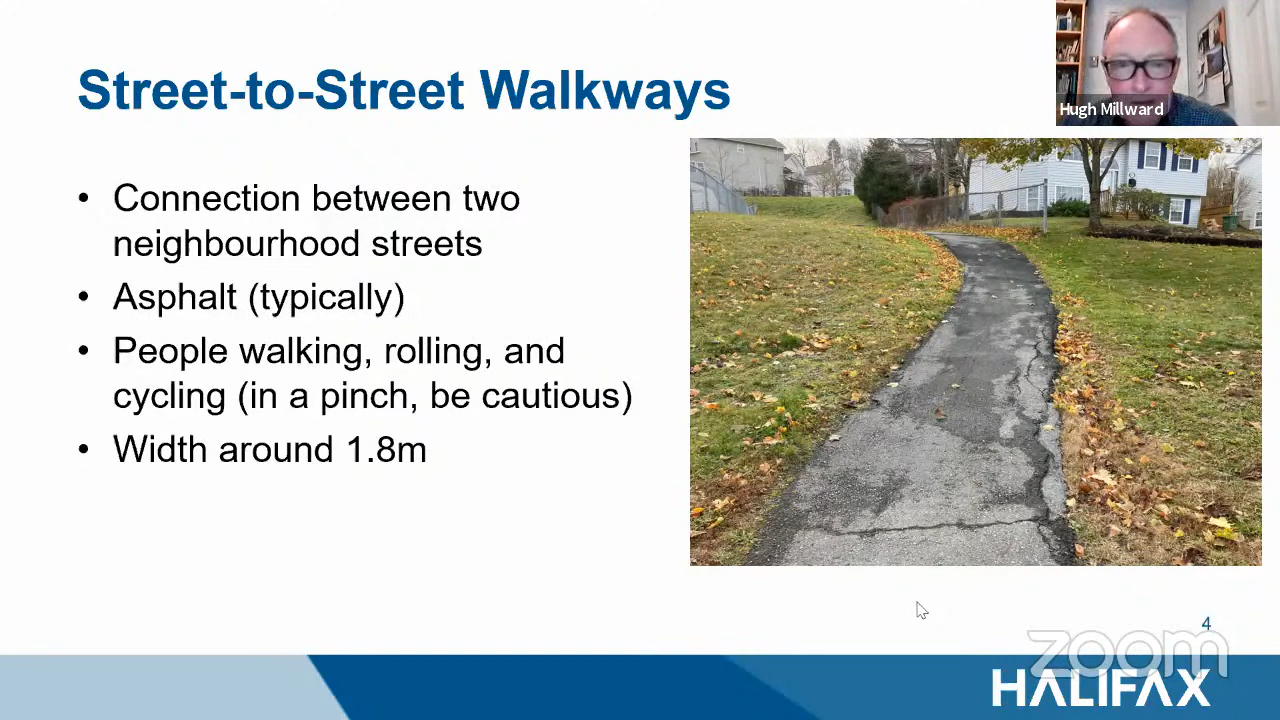 Street-to-Street Walkways
Hugh Millward
• Connection between two
neighbourhood streets
• Asphalt (typically)
• People walking, rolling, and
cycling (in a pinch, be cautious)
• Width around 1.8m
4
zoom
HALIFAX